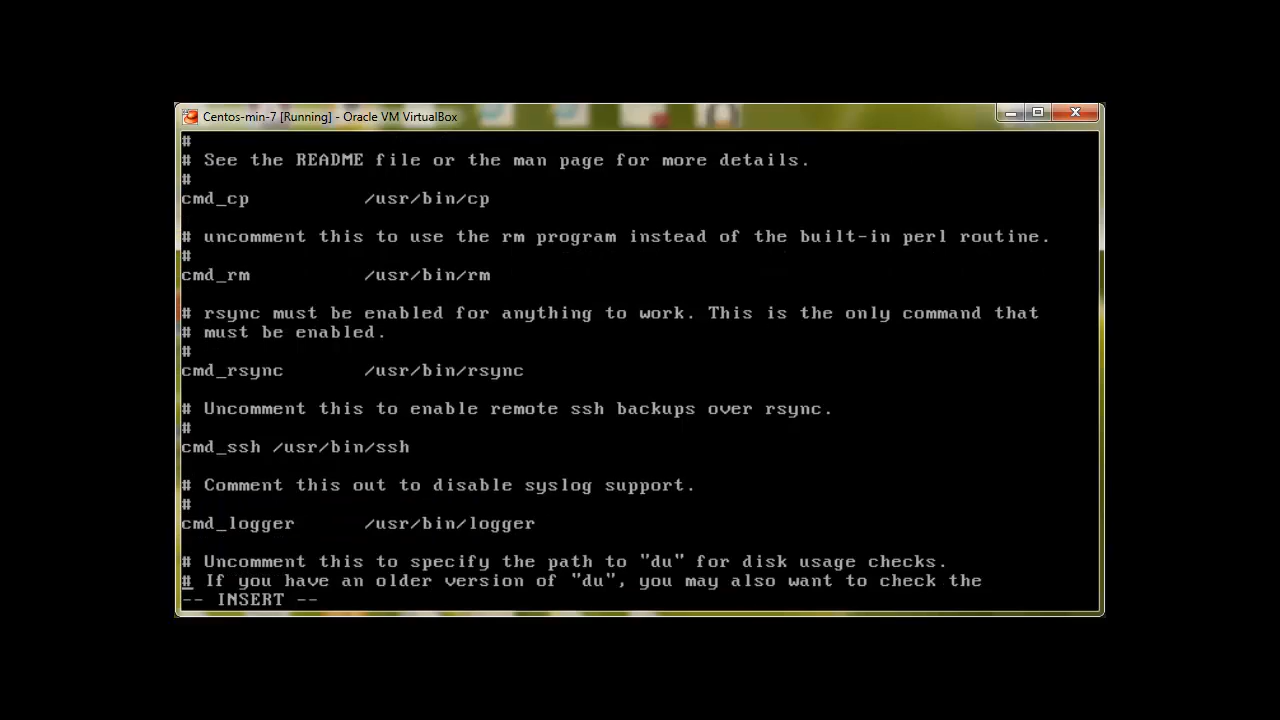 Centos-min-7 [Running] - Oracle VM VirtualBox
#
# See the README file or the man page for more details.
#
cmd_cp /usr/bin/cp
# uncomment this to use the rm program instead of the built-in perl routine.
#
cmd_rm /usr/bin/rm
# rsync must be enabled for anything to work. This is the only command that
# must be enabled.
#
cmd_rsync /usr/bin/rsync
# Uncomment this to enable remote ssh backups over rsync.
#
cmd_ssh /usr/bin/ssh
# Comment this out to disable syslog support.
#
cmd_logger /usr/bin/logger
# Uncomment this to specify the path to "du" for disk usage checks.
# If you have an older version of "du", you may also want to check the
-- INSERT --